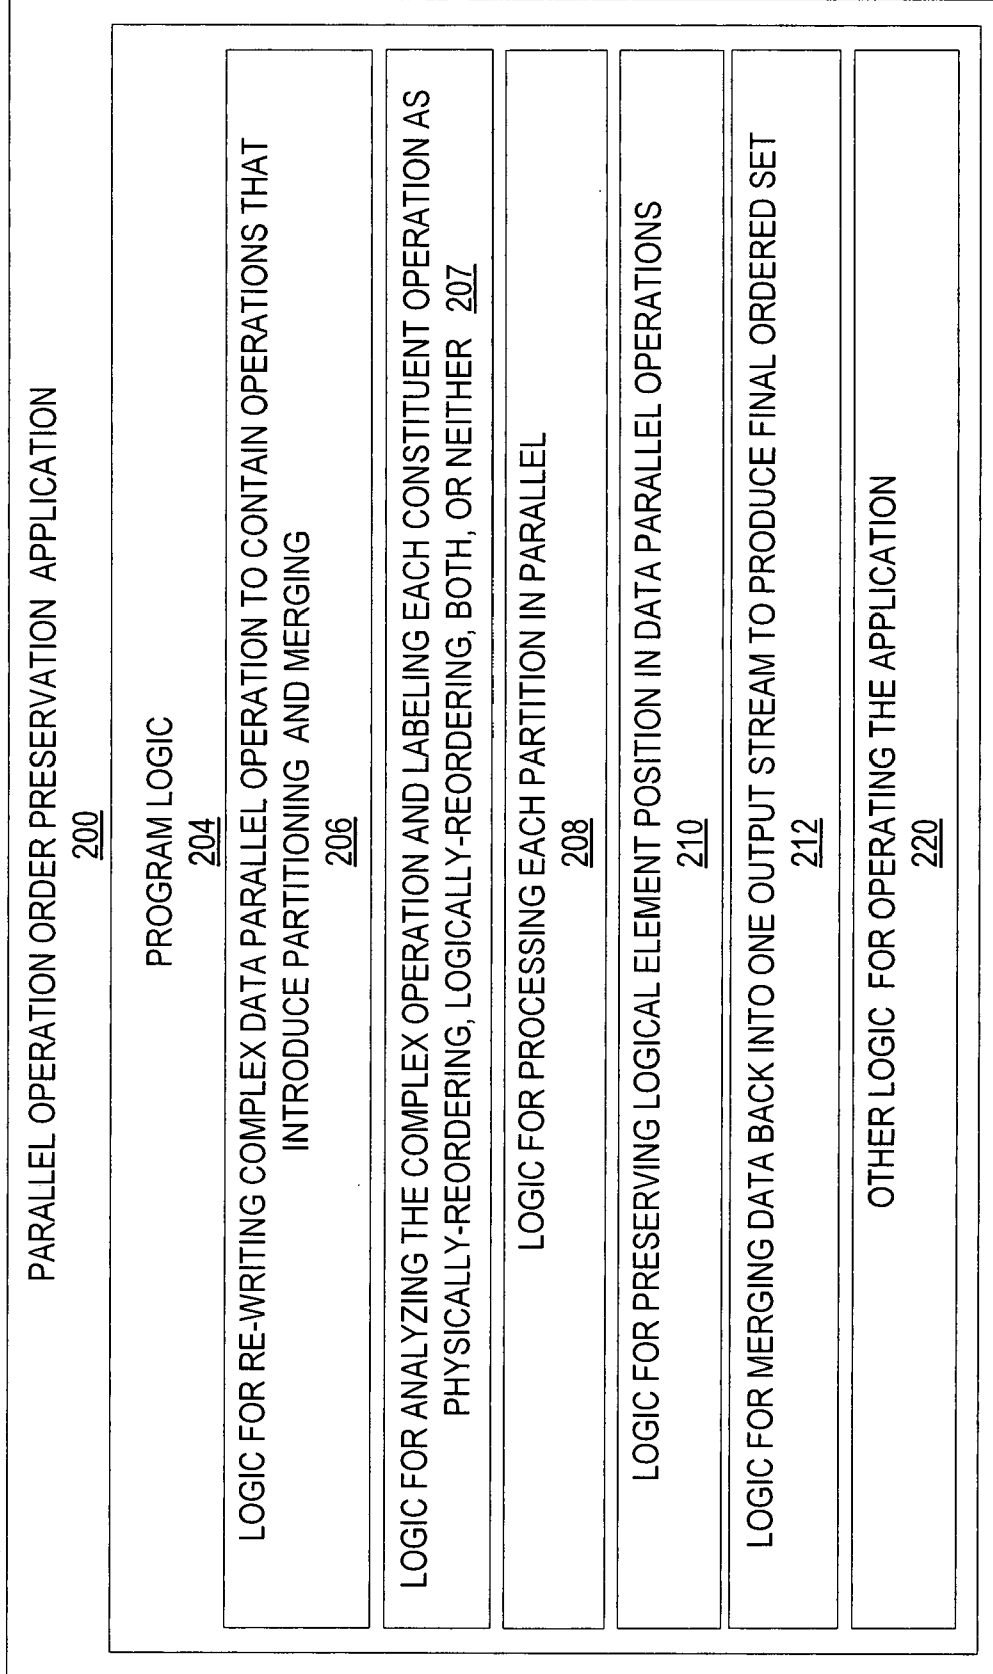 PARALLEL OPERATION ORDER PRESERVATION APPLICATION
200
PROGRAM LOGIC
204
LOGIC FOR RE-WRITING COMPLEX DATA PARALLEL OPERATION TO CONTAIN OPERATIONS THAT
INTRODUCE PARTITIONING AND MERGING
206
LOGIC FOR ANALYZING THE COMPLEX OPERATION AND LABELING EACH CONSTITUENT OPERATION AS
PHYSICALLY-REORDERING, LOGICALLY-REORDERING, BOTH, OR NEITHER 207
LOGIC FOR PROCESSING EACH PARTITION IN PARALLEL
208
LOGIC FOR PRESERVING LOGICAL ELEMENT POSITION IN DATA PARALLEL OPERATIONS
210
LOGIC FOR MERGING DATA BACK INTO ONE OUTPUT STREAM TO PRODUCE FINAL ORDERED SET
212
OTHER LOGIC FOR OPERATING THE APPLICATION
220